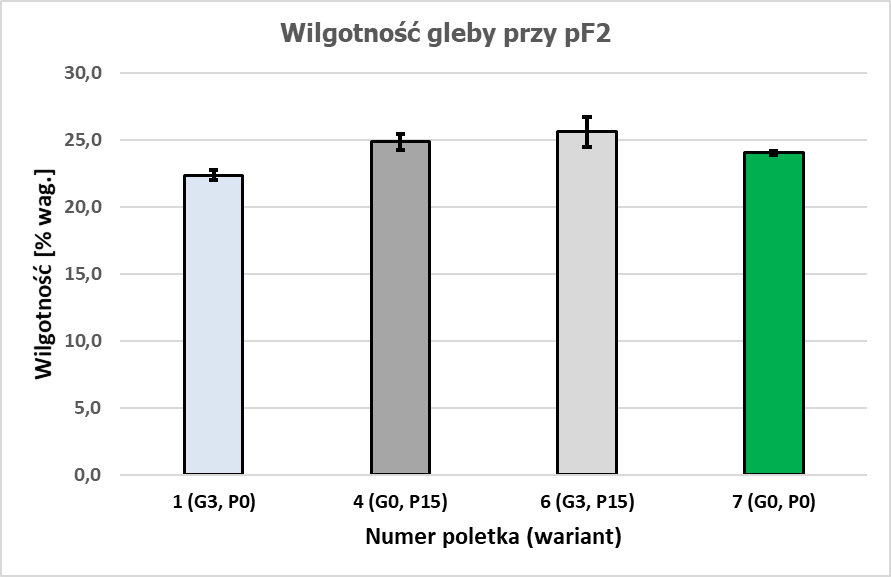 Wilgotność gleby przy pF2
Wilgotność [% wag.]
30,0
25,0
20,0
15,0
10,0
5,0
0,0
1 (G3, P0)
4 (G0, P15)
6 (G3, P15)
7 (G0, P0)
Numer poletka (wariant)